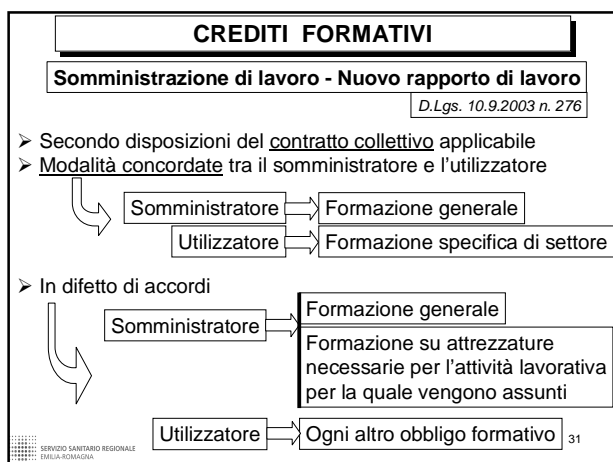 CREDITI FORMATIVI
Somministrazione di lavoro - Nuovo rapporto di lavoro
D.Lgs. 10.9.2003 n. 276
➢ Secondo disposizioni del contratto collettivo applicabile
➢ Modalità concordate tra il somministratore e l'utilizzatore
Somministratore Formazione generale
Utilizzatore Formazione specifica di settore
➢ In difetto di accordi
Somministratore
Formazione generale
Formazione su attrezzature
necessarie per l'attività lavorativa
per la quale vengono assunti
Utilizzatore Ogni altro obbligo formativo
31
SERVIZIO SANITARIO REGIONALE
EMILIA-ROMAGNA